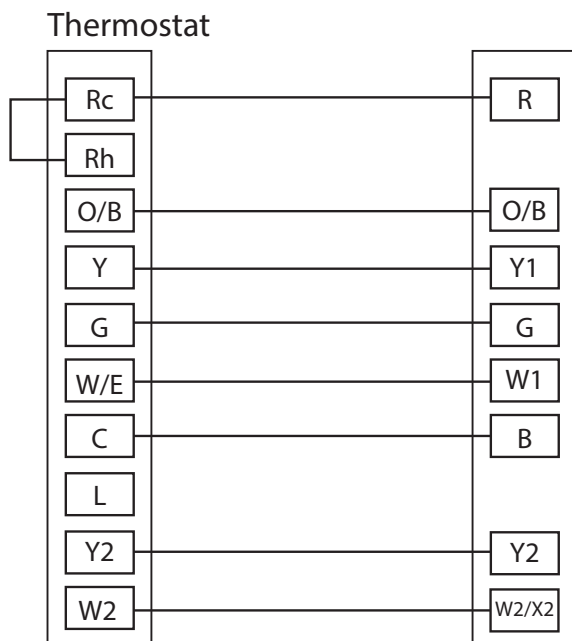 Thermostat
Rc R
Rh
O/B O/B
Y Y1
G G
W/E W1
C B
L
Y2 Y2
W2 W2/X2